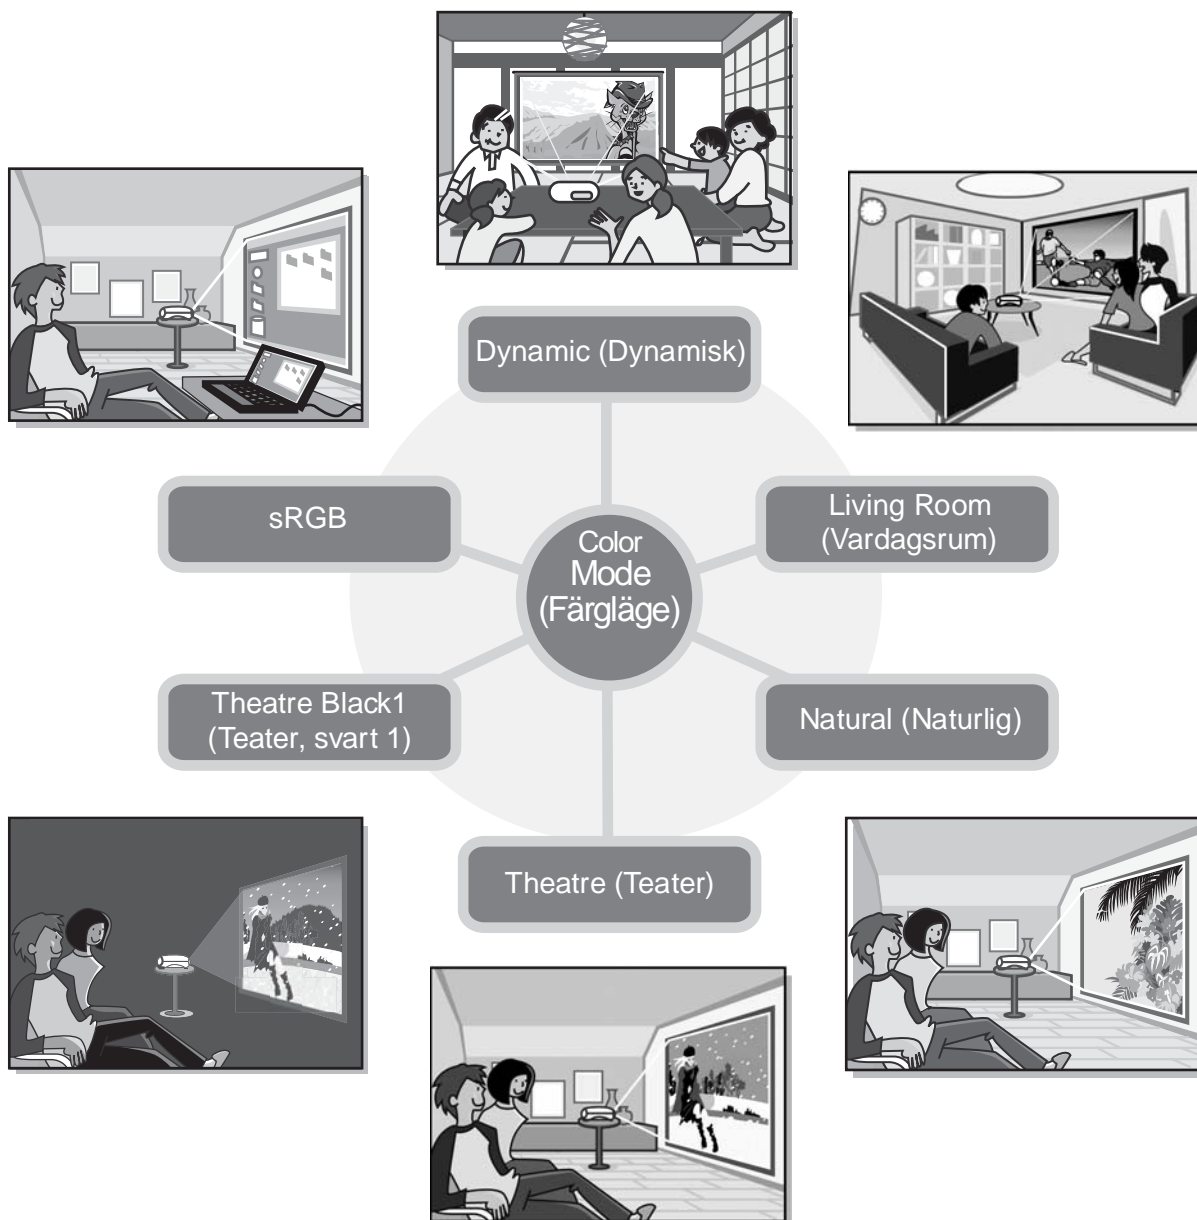 Dynamic (Dynamisk)
sRGB
Living Room
(Vardagsrum)
Color
Mode
(Färgläge)
Theatre Black1
(Teater, svart 1)
Natural (Naturlig)
Theatre (Teater)